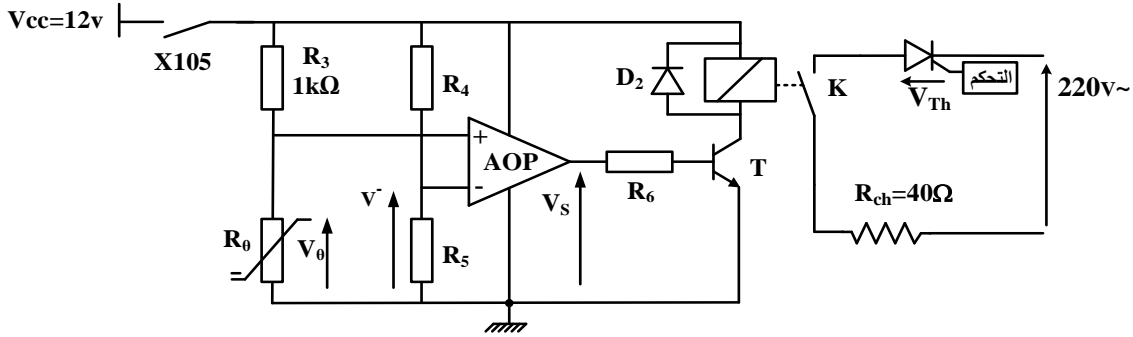 Vcc=12v
X105
R3
1kΩ
R4
D2
K
VTh
التحكم
220v~
+
AOP
-
T
R6
VS
V-
Rθ
Vθ
R5
Rch=40Ω